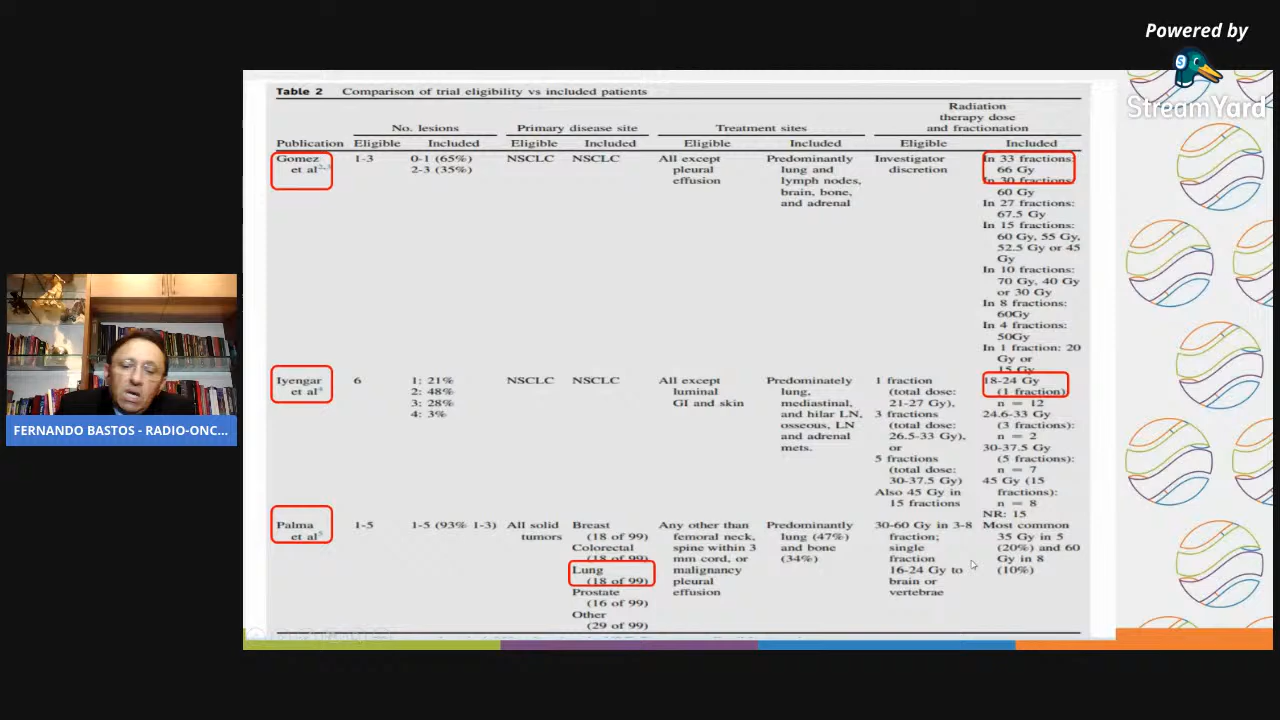 Powered by
StreamYard
Table 2 Comparison of trial eligibility vs included patients
No. lesions
Primary disease site
Treatment sites
Radiation
therapy dose
and fractionation
Publication Eligible Included Eligible Included Eligible Included Eligible Included
Gomez
et al
1-3
0-1 (65%)
2-3 (35%)
NSCLC
NSCLC
All except
pleural
effusion
Predominantly
lung and
lymph nodes,
brain, bone,
and adrenal
Investigator
discretion
In 33 fractions:
66 Gy
In 30 fractions:
60 Gy
In 27 fractions:
67.5 Gy
In 15 fractions:
60 Gy, 55 Gy,
52.5 Gy or 45
Gy
In 10 fractions:
70 Gy, 40 Gy
or 30 Gy
In 8 fractions:
60Gy
In 4 fractions:
50Gy
In 1 fraction: 20
Gy or
15 Gy
Iyengar
et al
6
1: 21%
2: 48%
3: 28%
4: 3%
NSCLC
NSCLC
All except
luminal
GI and skin
Predominately
lung,
mediastinal,
and hilar LN,
osseous, LN
and adrenal
mets.
1 fraction
(total dose:
21-27 Gy),
3 fractions
(total dose:
26.5-33 Gy),
or
5 fractions
(total dose:
30-37.5 Gy)
Also 45 Gy in
15 fractions
18-24 Gy
(1 fraction)
n = 12
24.6-33 Gy
(3 fractions):
n = 2
30-37.5 Gy
(5 fractions):
n = 7
45 Gy (15
fractions):
n = 8
NR: 15
Palma
et al
1-5
1-5 (93% 1-3)
All solid
tumors
Breast
(18 of 99)
Colorectal
(18 of 99)
Lung
(18 of 99)
Prostate
(16 of 99)
Other
(29 of 99)
Any other than
femoral neck,
spine within 3
mm cord, or
malignancy
pleural
effusion
Predominantly
lung (47%)
and bone
(34%)
30-60 Gy in 3-8
fraction;
single
fraction
16-24 Gy to
brain or
vertebrae
Most common
35 Gy in 5
(20%) and 60
Gy in 8
(10%)
FERNANDO BASTOS - RADIO-ONC...